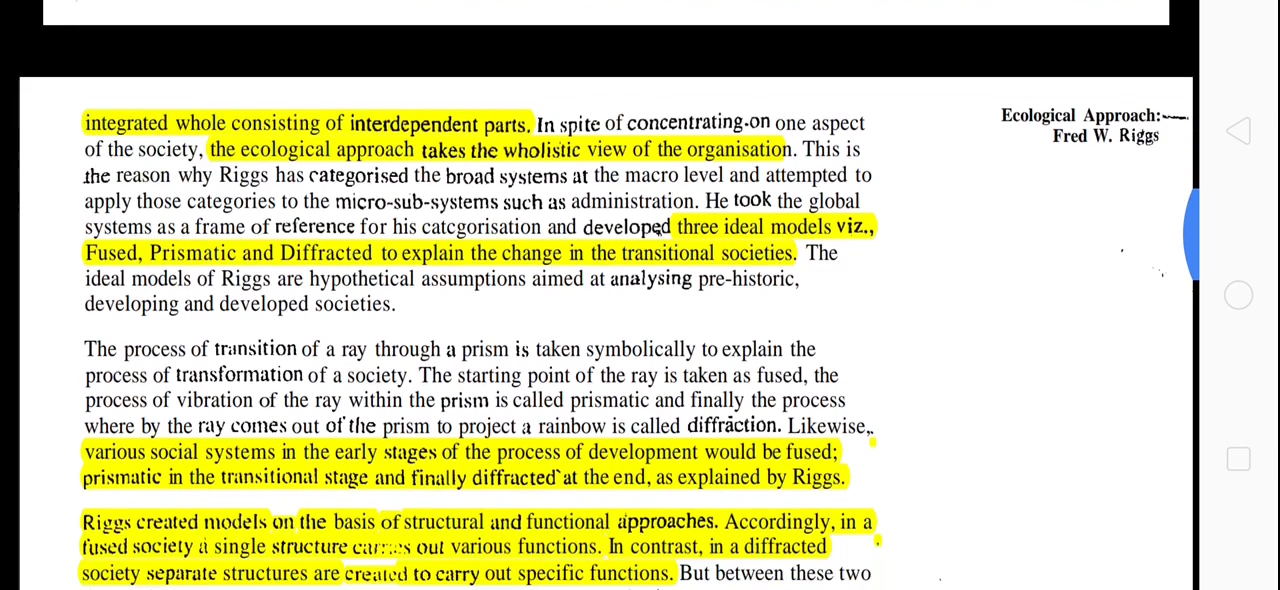 integrated whole consisting of interdependent parts. In spite of concentrating-on one aspect
of the society, the ecological approach takes the wholistic view of the organisation. This is
the reason why Riggs has categorised the broad systems at the macro level and attempted to
apply those categories to the micro-sub-systems such as administration. He took the global
systems as a frame of reference for his catcgorisation and developed three ideal models viz.,
Fused, Prismatic and Diffracted to explain the change in the transitional societies. The
ideal models of Riggs are hypothetical assumptions aimed at analysing pre-historic,
developing and developed societies.
The process of transition of a ray through a prism is taken symbolically to explain the
process of transformation of a society. The starting point of the ray is taken as fused, the
process of vibration of the ray within the prism is called prismatic and finally the process
where by the ray comes out of the prism to project a rainbow is called diffraction. Likewise,
various social systems in the early stages of the process of development would be fused;
prismatic in the transitional stage and finally diffracted at the end, as explained by Riggs.
Riggs created models on the basis of structural and functional approaches. Accordingly, in a
fused society a single structure carries out various functions. In contrast, in a diffracted
society separate structures are created to carry out specific functions. But between these two
Ecological Approach:
Fred W. Riggs